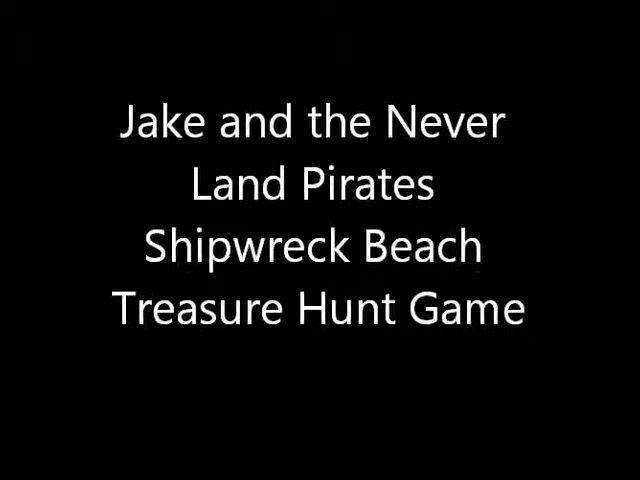 Jake and the Never
Land Pirates
Shipwreck Beach
Treasure Hunt Game